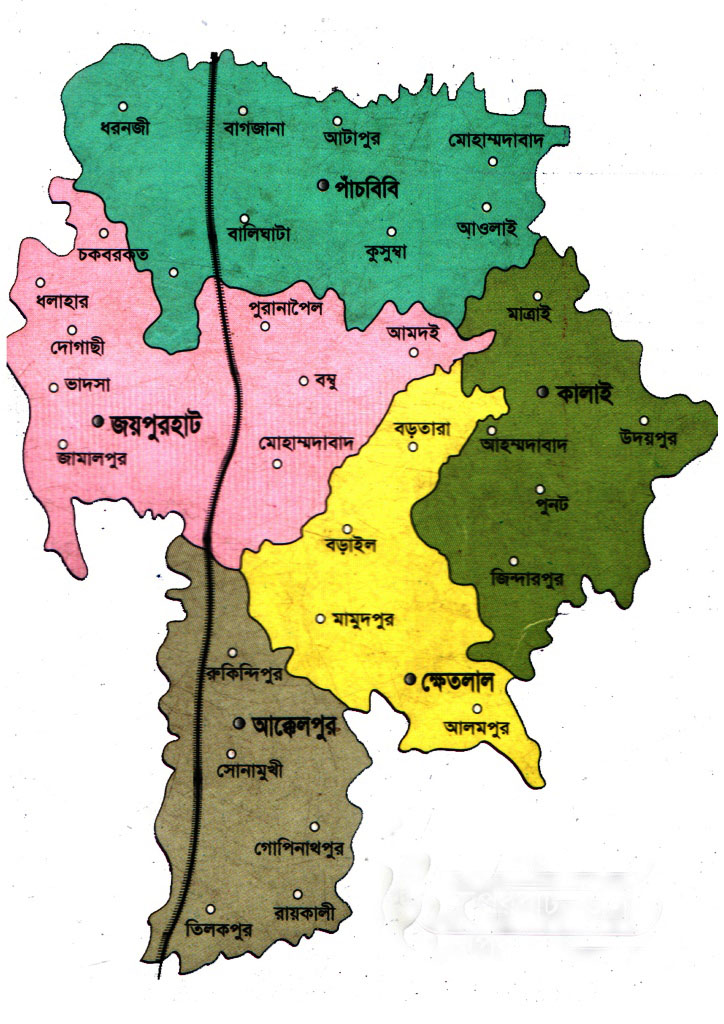 ধরনজী
বাগজানা
আটাপুর
মোহাম্মদাবাদ
পাঁচবিবি
বালিঘাটা
কুসুম্বা
আওলাই
চকবরকত
ধলাহার
পুরানাপৈল
মাত্রাই
দোগাছী
আমদই
ভাদসা
বম্বু
কালাই
জয়পুরহাট
বড়তারা
মোহাম্মদাবাদ
আহম্মদাবাদ
উদয়পুর
জামালপুর
পুনট
বড়াইল
জিন্দারপুর
মামুদপুর
রুকিন্দিপুর
ক্ষেতলাল
আক্কেলপুর
আলমপুর
সোনামুখী
গোপিনাথপুর
রায়কালী
তিলকপুর